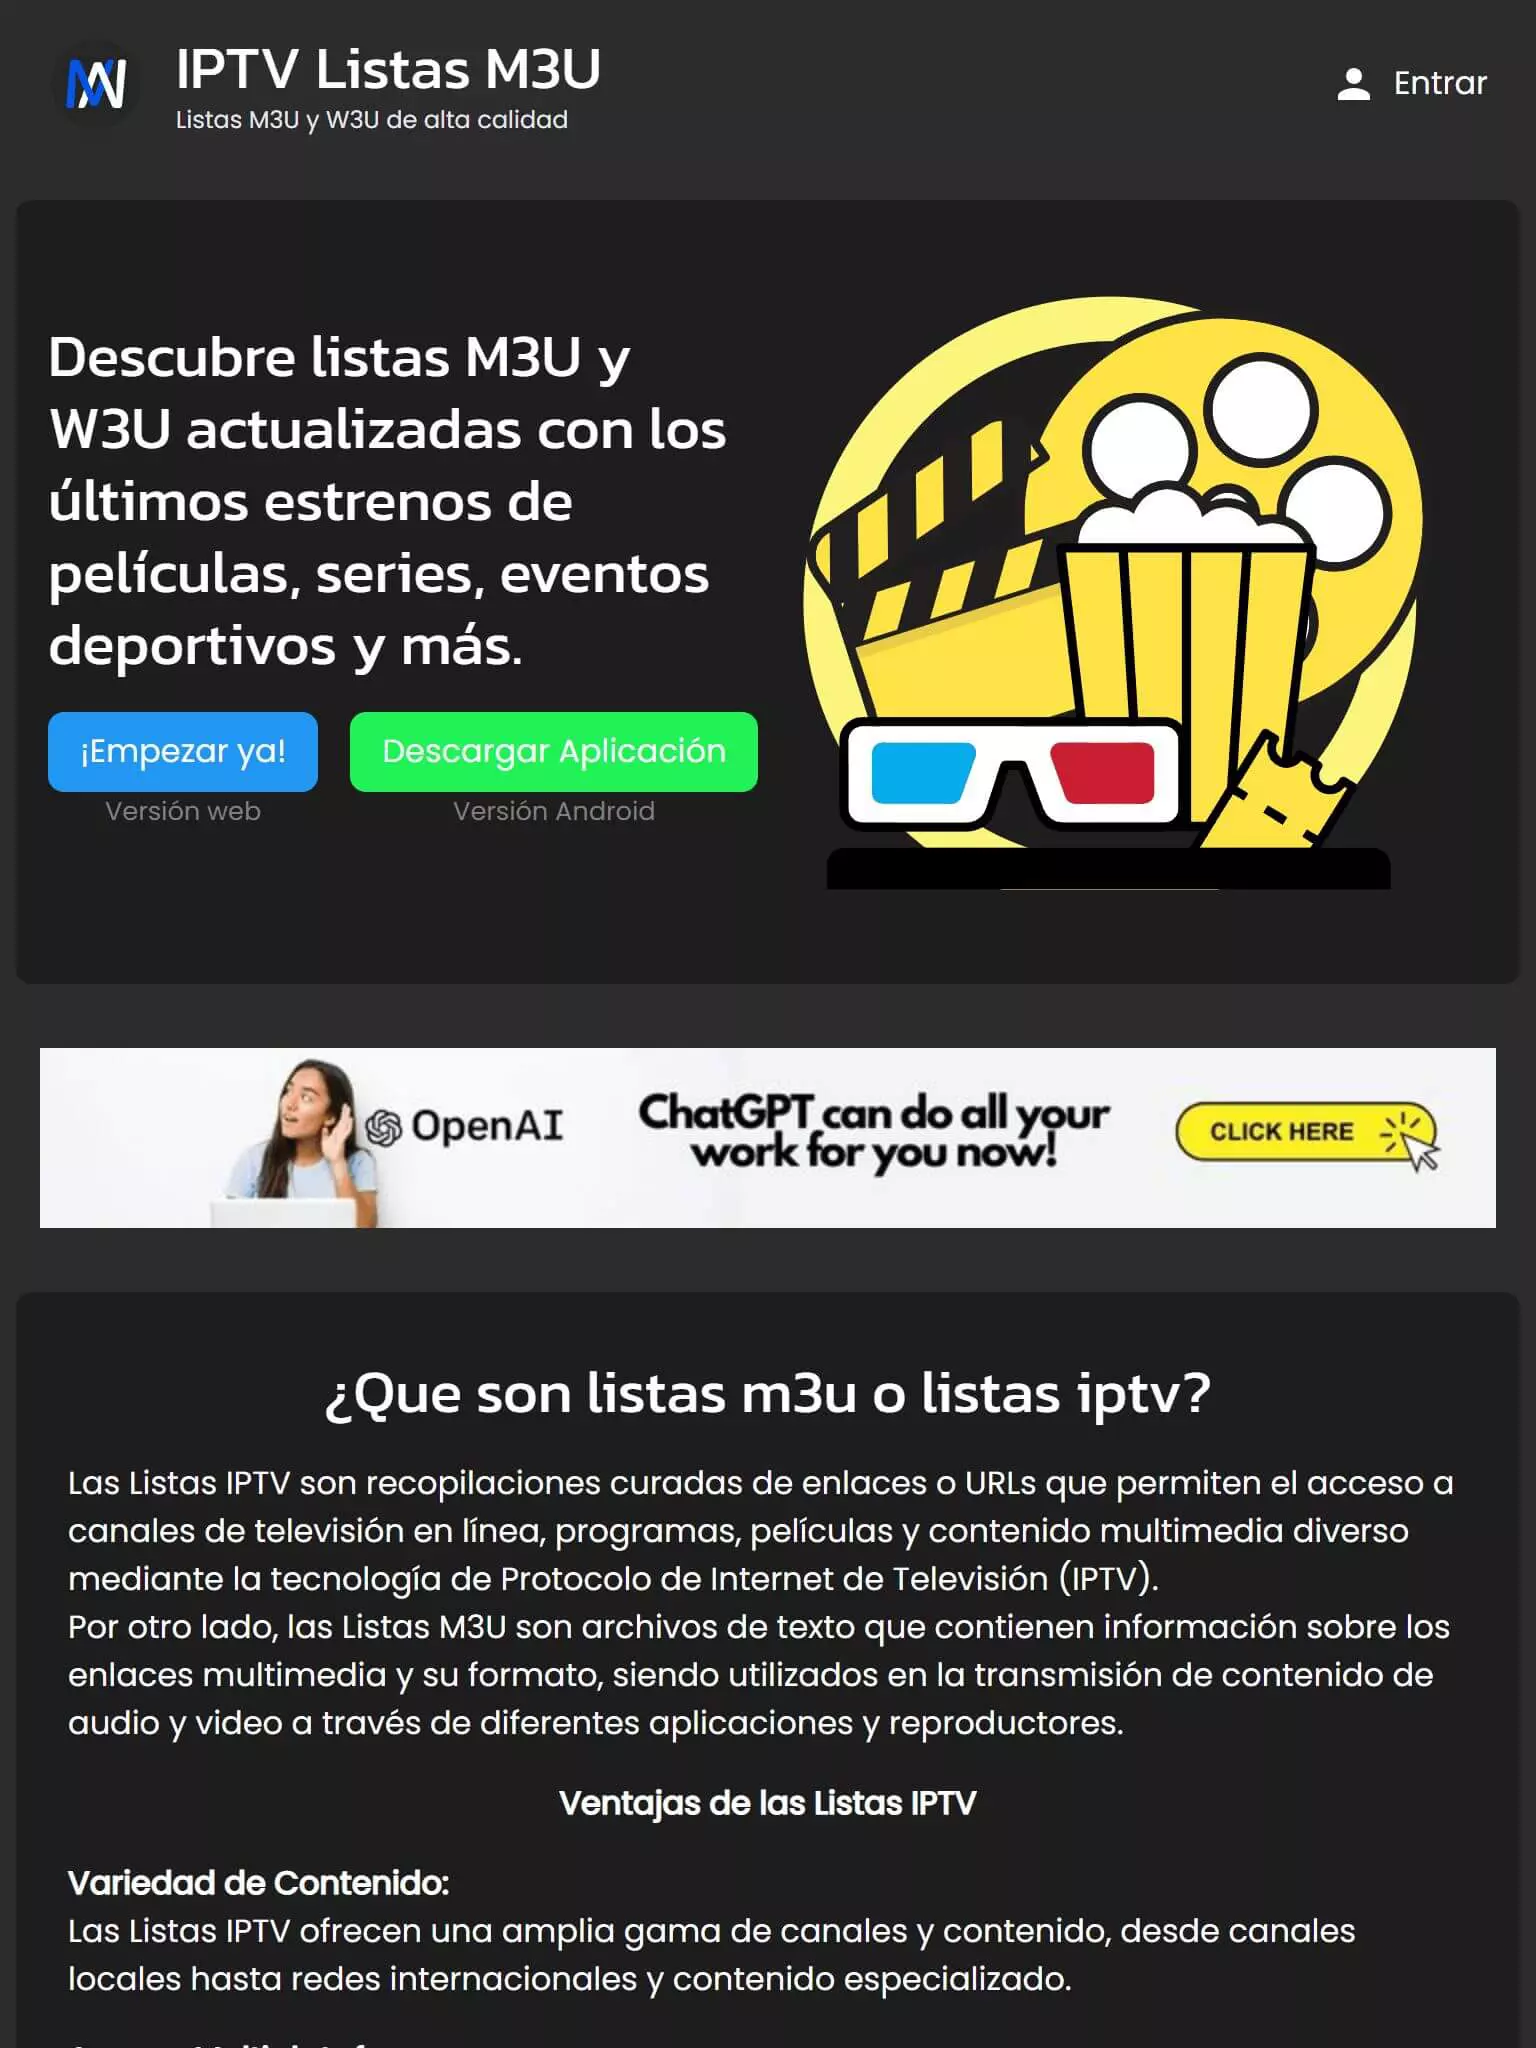 IPTV Listas M3U
Listas M3U y W3U de alta calidad
Entrar
Descubre listas M3U y
W3U actualizadas con los
últimos estrenos de
películas, series, eventos
deportivos y más.
¡Empezar ya!
Versión web
Descargar Aplicación
Versión Android
OpenAI
ChatGPT can do all your
work for you now!
CLICK HERE
¿Que son listas m3u o listas iptv?
Las Listas IPTV son recopilaciones curadas de enlaces o URLs que permiten el acceso a
canales de televisión en línea, programas, películas y contenido multimedia diverso
mediante la tecnología de Protocolo de Internet de Televisión (IPTV).
Por otro lado, las Listas M3U son archivos de texto que contienen información sobre los
enlaces multimedia y su formato, siendo utilizados en la transmisión de contenido de
audio y video a través de diferentes aplicaciones y reproductores.
Ventajas de las Listas IPTV
Variedad de Contenido:
Las Listas IPTV ofrecen una amplia gama de canales y contenido, desde canales
locales hasta redes internacionales y contenido especializado.